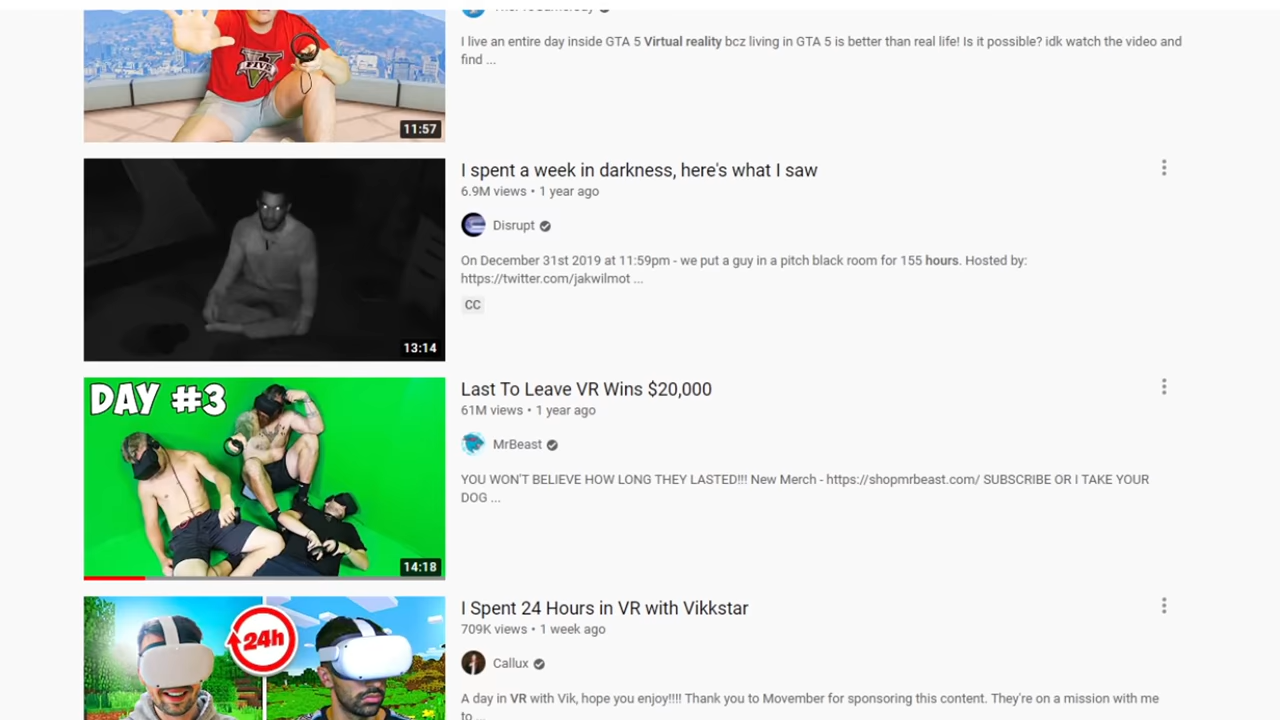 I live an entire day inside GTA 5 Virtual reality bcz living in GTA 5 is better than real life! Is it possible? idk watch the video and
find ...
V
FIVE
11:57
I spent a week in darkness, here's what I saw
6.9M views • 1 year ago
Disrupt
On December 31st 2019 at 11:59pm - we put a guy in a pitch black room for 155 hours. Hosted by:
https://twitter.com/jakwilmot ...
CC
13:14
DAY #3
Last To Leave VR Wins $20,000
61M views • 1 year ago
MrBeast
YOU WON'T BELIEVE HOW LONG THEY LASTED!!! New Merch - https://shopmrbeast.com/ SUBSCRIBE OR I TAKE YOUR
DOG ...
14:18
24h
I Spent 24 Hours in VR with Vikkstar
709K views • 1 week ago
Callux
A day in VR with Vik, hope you enjoy!!!! Thank you to Movember for sponsoring this content. They're on a mission with me
to ...